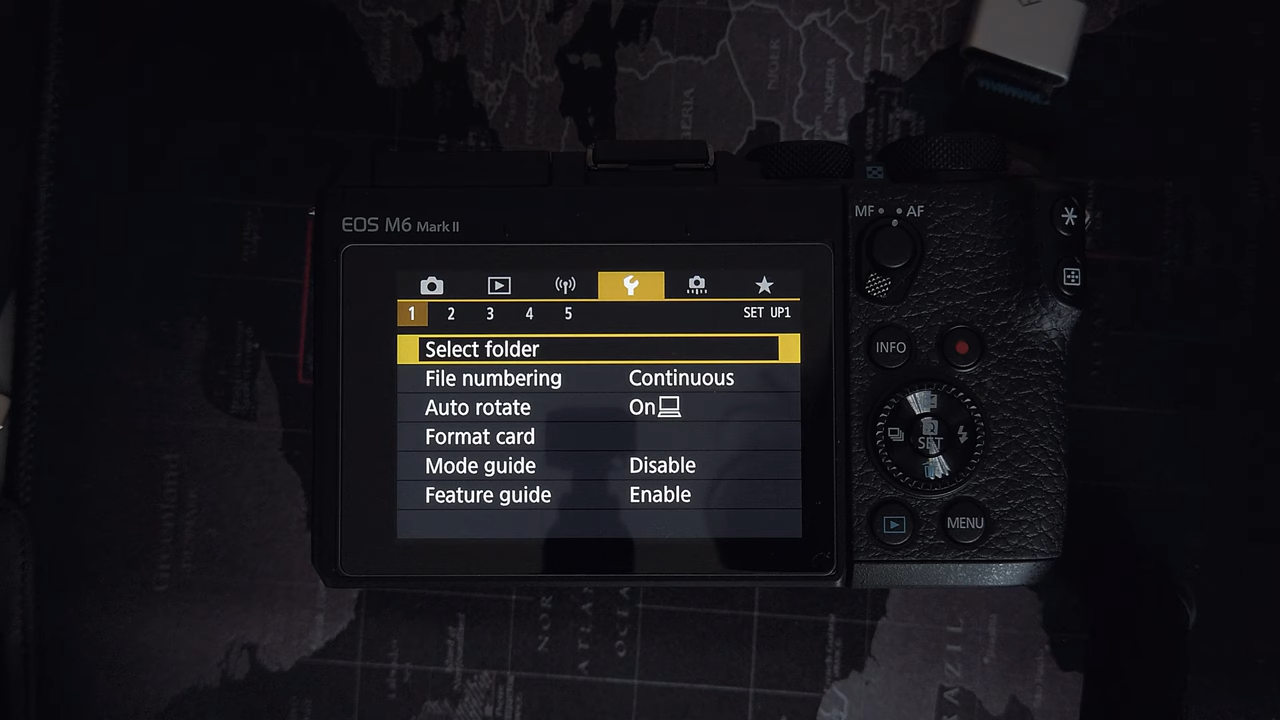 NIGER
EOS M6 Mark II
MF AF
1 2 3 4 5 SET UP1
Select folder
File numbering Continuous
Auto rotate On
Format card
Mode guide Disable
Feature guide Enable
INFO
SET
MENU